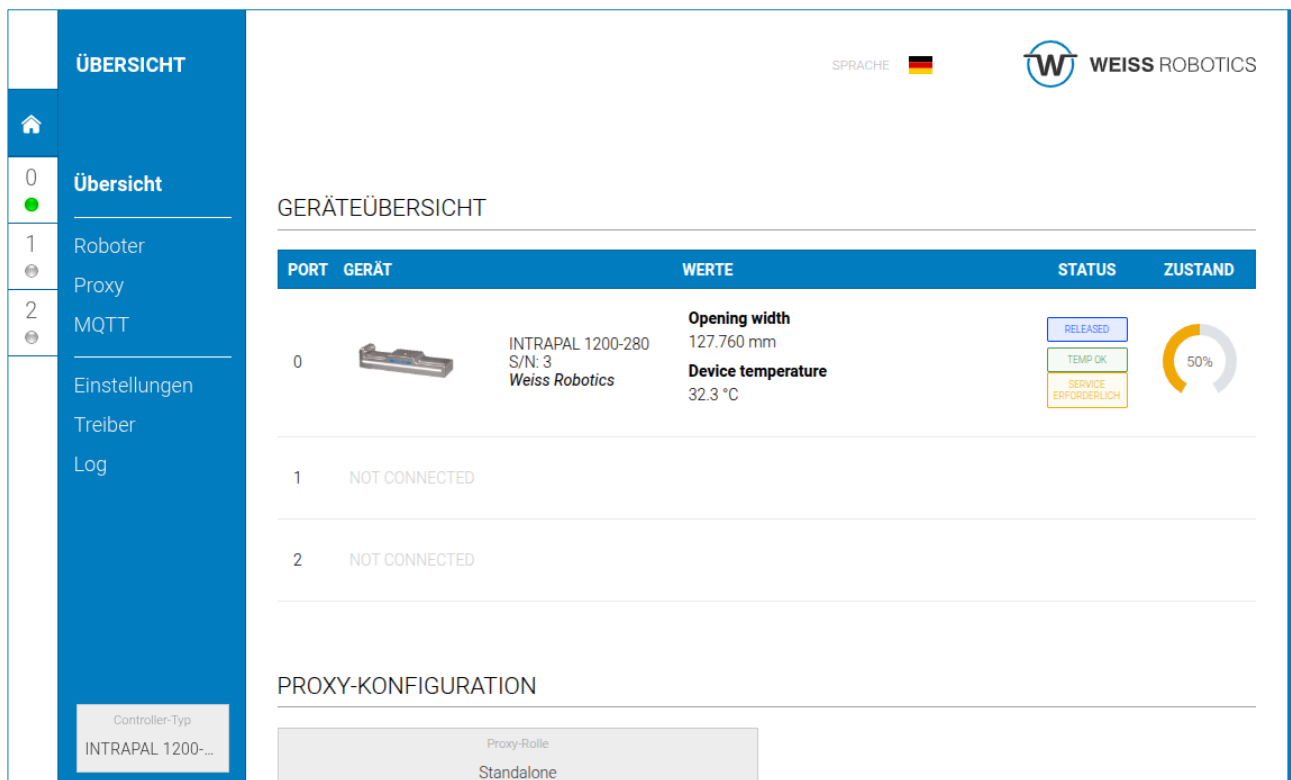 ÜBERSICHT
SPRACHE
WEISS ROBOTICS
0
1
2
Übersicht
Roboter
Proxy
MQTT
Einstellungen
Treiber
Log
Controller-Typ
INTRAPAL 1200-...
GERÄTEÜBERSICHT
PORT GERÄT WERTE STATUS ZUSTAND
0
INTRAPAL 1200-280
S/N: 3
Weiss Robotics
Opening width
127.760 mm
Device temperature
32.3 °C
RELEASED
TEMP OK
SERVICE
ERFORDERLICH
50%
1 NOT CONNECTED
2 NOT CONNECTED
PROXY-KONFIGURATION
Proxy-Rolle
Standalone